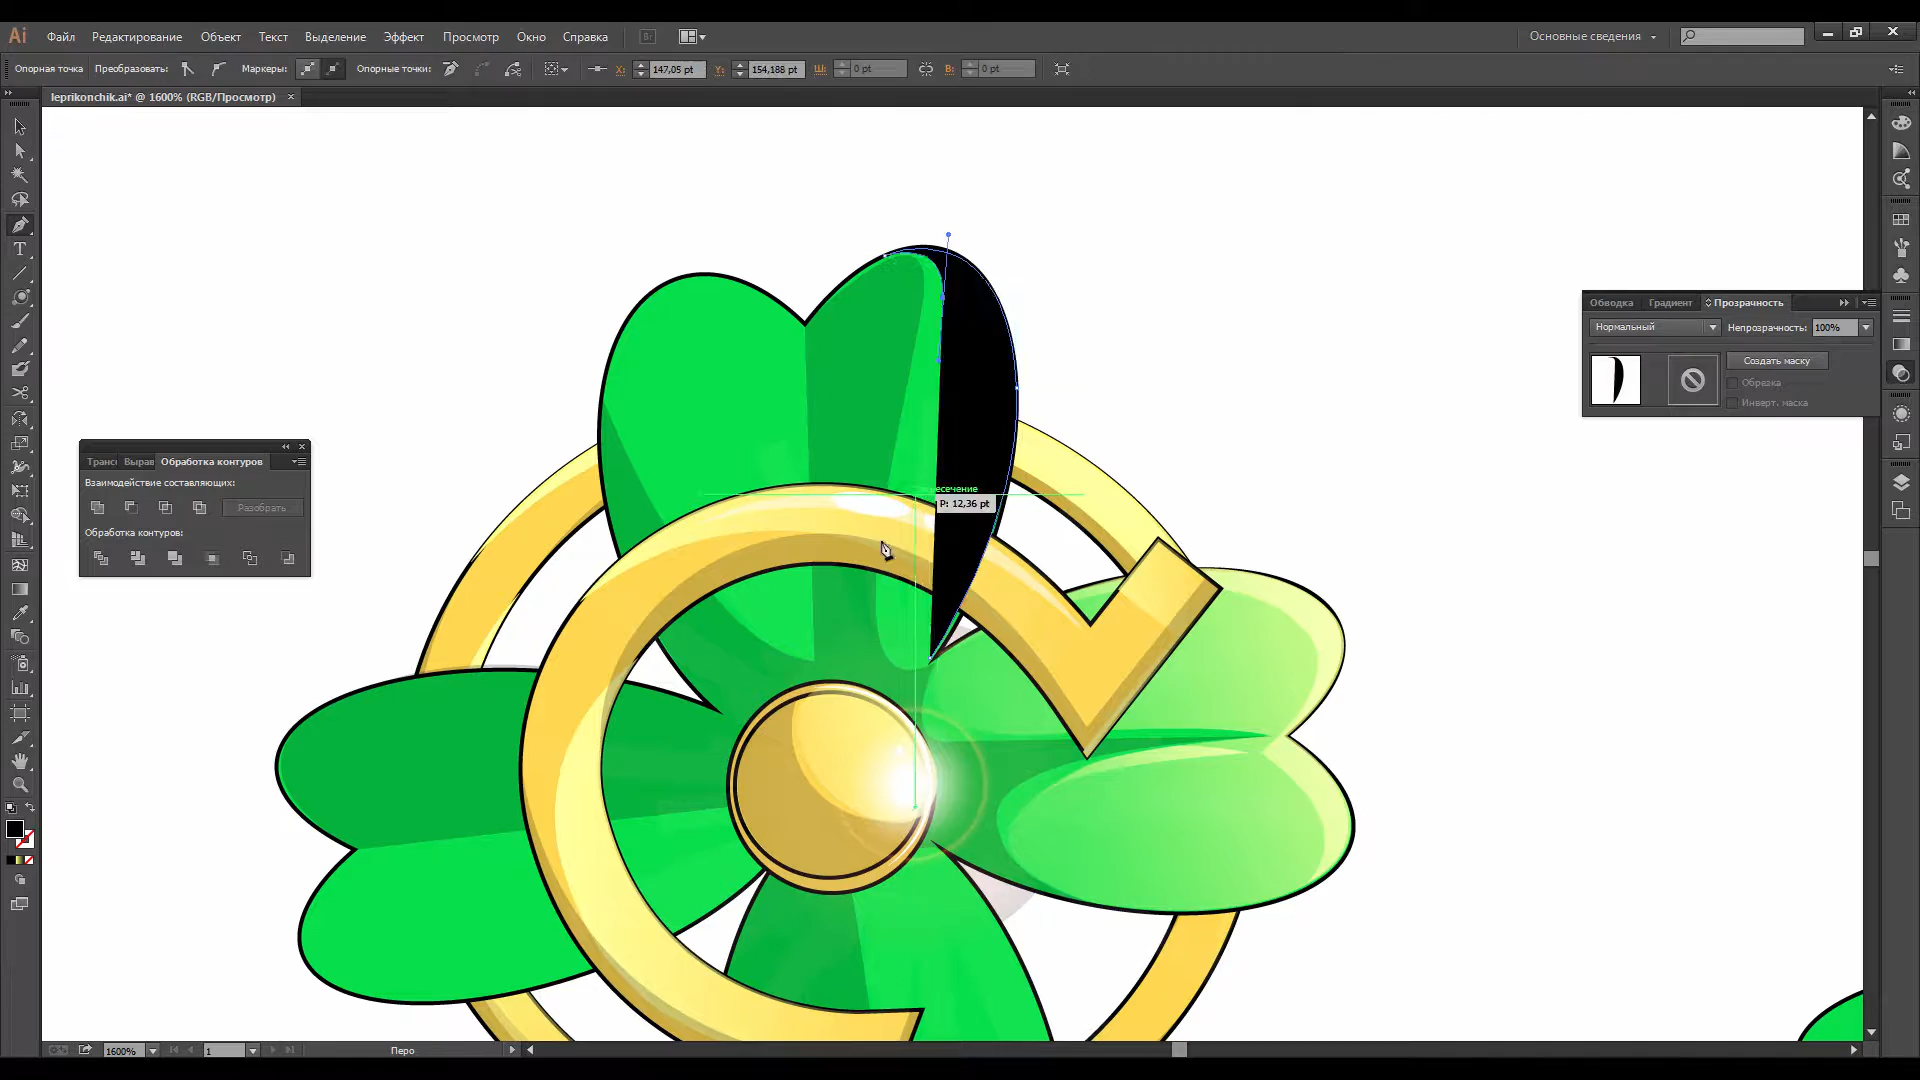 Ai Файл Редактирование Объект Текст Выделение Эффект Просмотр Окно Справка Br Основные сведения
Опорная точка Преобразовать: Маркеры: Опорные точки: X: 147,05 pt Y: 154,188 pt Ш: 0 pt В: 0 pt
leprikonchik.ai* @ 1600% (RGB/Просмотр) ×
Обводка Градиент Прозрачность
Нормальный Непрозрачность: 100%
Создать маску
Обрезка
Инверт. маска
Транс Вырав Обработка контуров
Взаимодействие составляющих:
Разобрать
Обработка контуров:
есечение
P: 12,36 pt
1600% 1 Перо